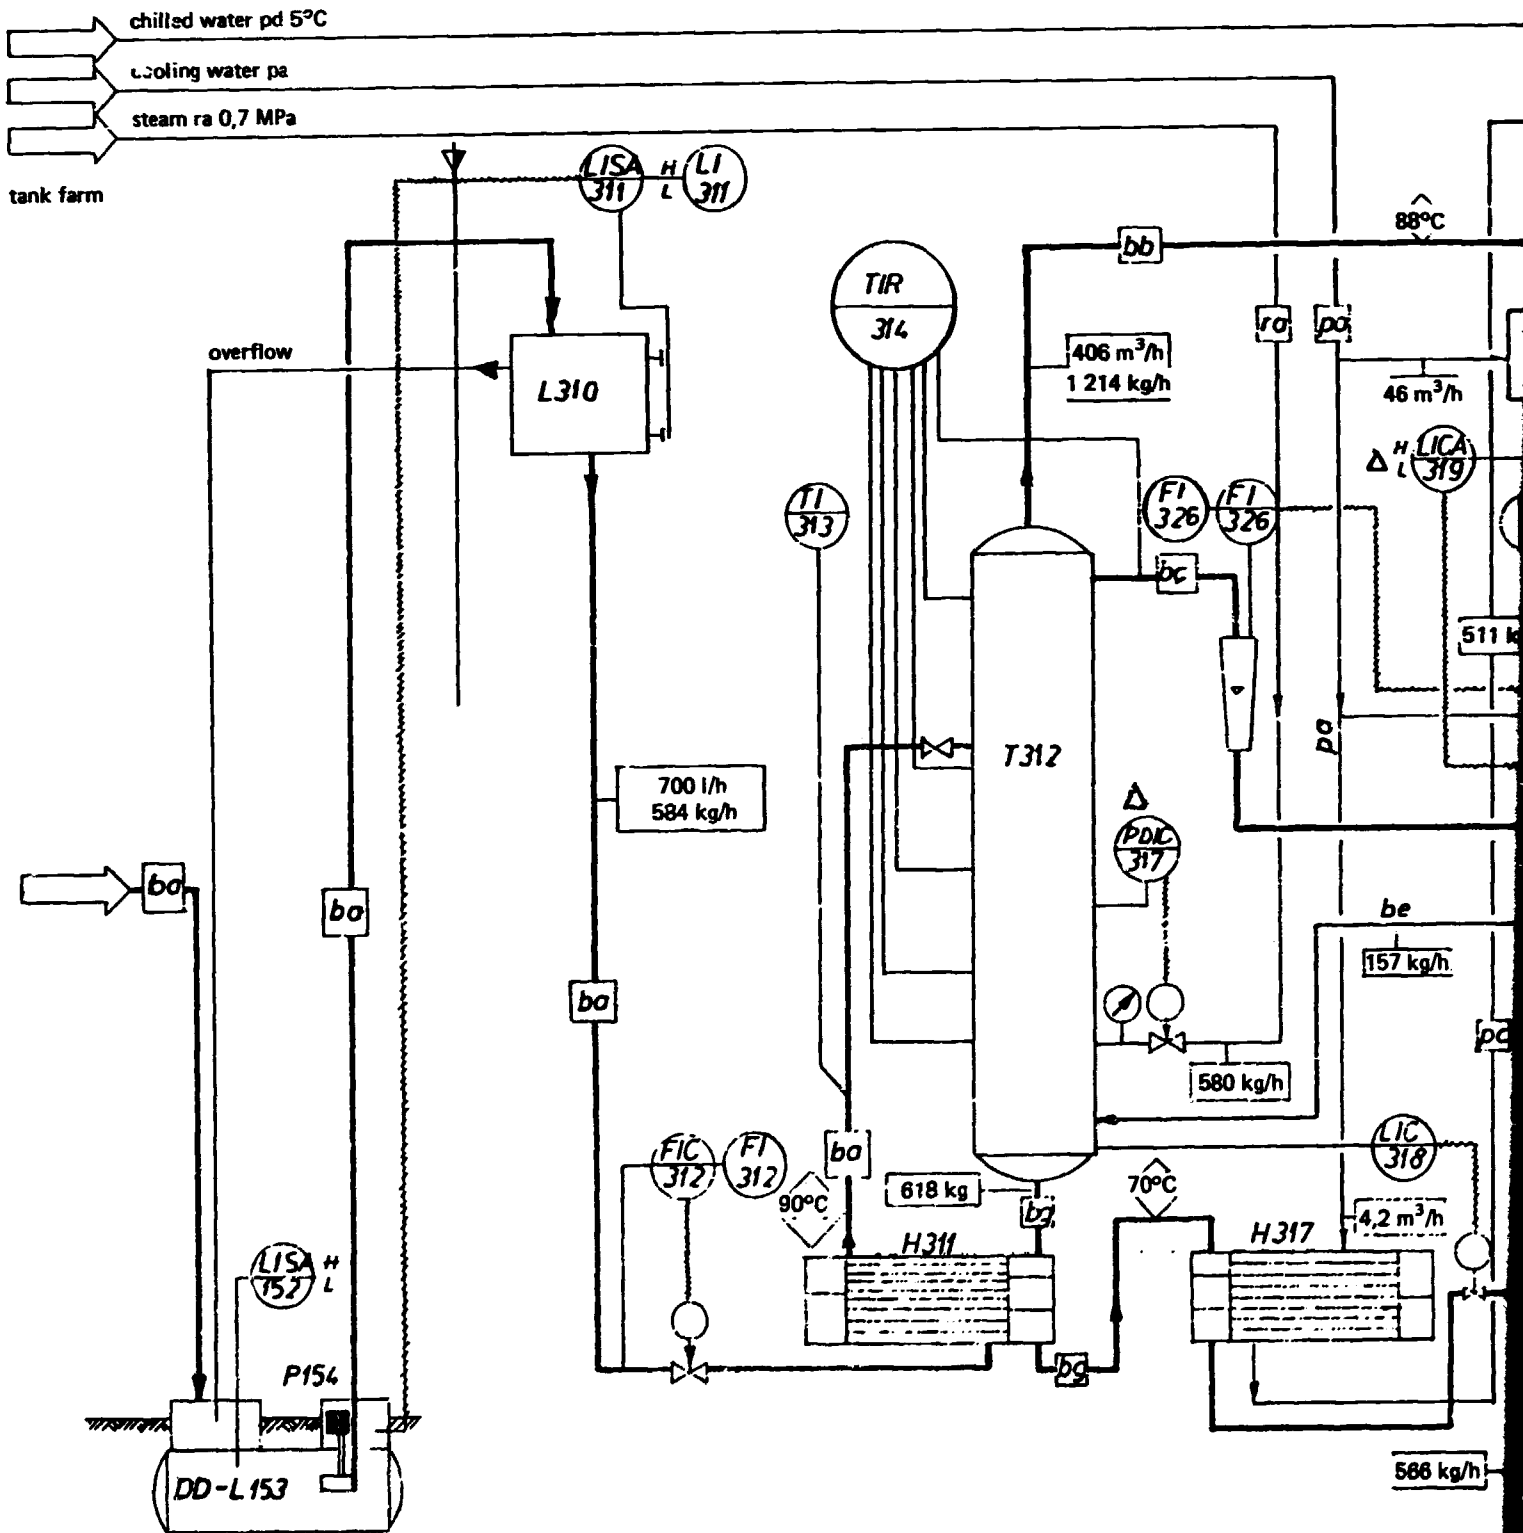 chilled water pd 5°C
cooling water pa
steam ra 0,7 MPa
tank farm
LISA
311
H
L
LI
311
88°C
bb
TIR
314
ra
pa
406 m³/h
1 214 kg/h
46 m³/h
overflow
L310
H
L
LICA
319
TI
313
FI
326
FI
326
bc
511 k
T312
pa
700 l/h
584 kg/h
PDIC
317
ba
ba
be
157 kg/h
ba
580 kg/h
LIC
318
FIC
312
FI
312
ba
90°C
618 kg
70°C
4,2 m³/h
H311
H317
LISA
152
H
L
bg
P154
DD-L153
566 kg/h